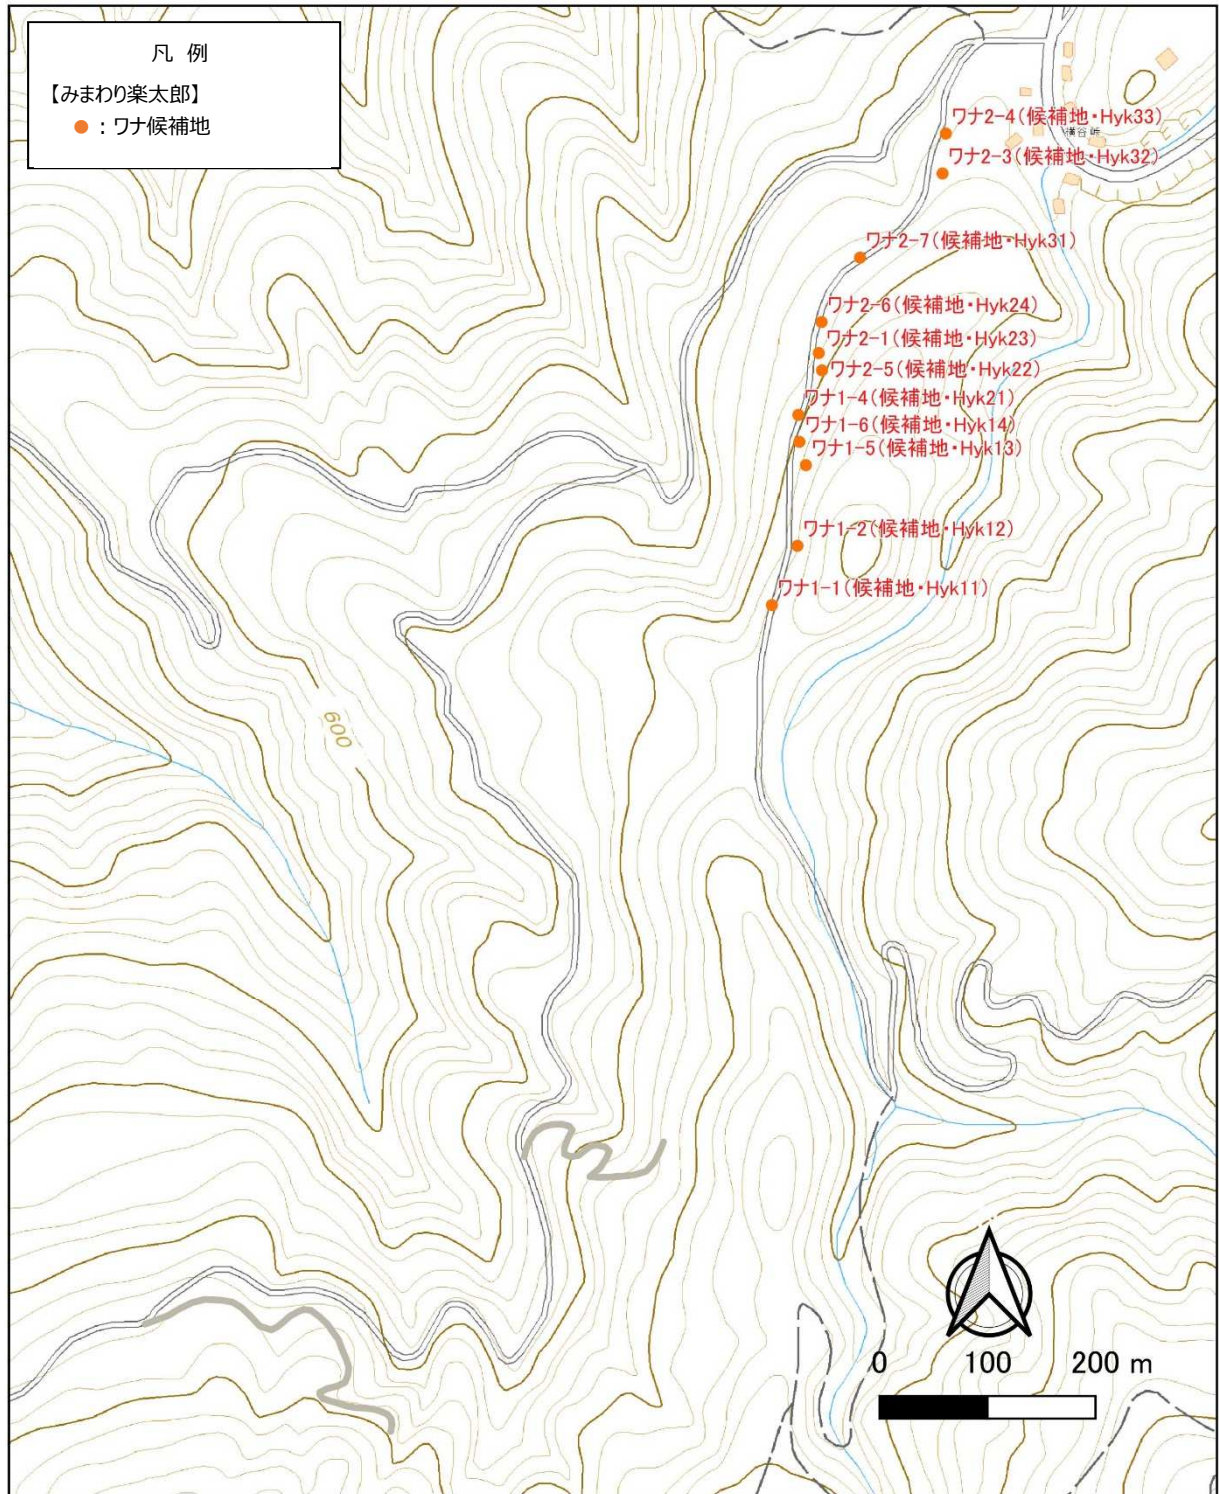 凡 例
【みまわり楽太郎】
● : ワナ候補地
ワナ2-4(候補地・Hyk33)
横谷峠
ワナ2-3(候補地・Hyk32)
ワナ2-7(候補地・Hyk31)
ワナ2-6(候補地・Hyk24)
ワナ2-1(候補地・Hyk23)
ワナ2-5(候補地・Hyk22)
ワナ1-4(候補地・Hyk21)
ワナ1-6(候補地・Hyk14)
ワナ1-5(候補地・Hyk13)
ワナ1-2(候補地・Hyk12)
ワナ1-1(候補地・Hyk11)
600
0 100 200 m